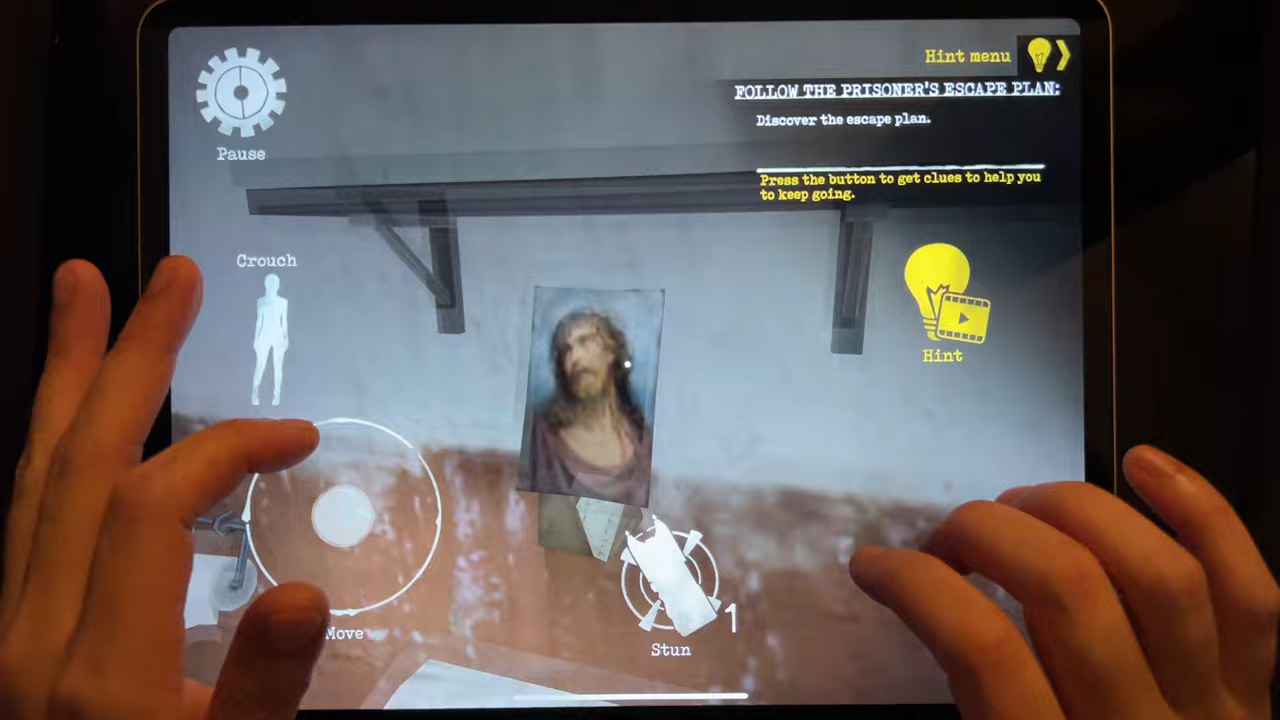 Hint menu
Pause
FOLLOW THE PRISONER'S ESCAPE PLAN:
Discover the escape plan.
Press the button to get clues to help you
to keep going.
Crouch
Hint
Move
1
Stun